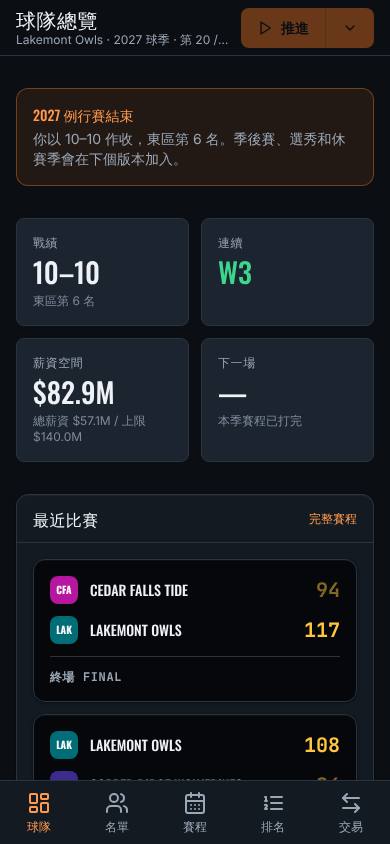 球隊總覽
Lakemont Owls · 2027 球季 · 第 20 /...
推進
2027 例行賽結束
你以 10–10 作收，東區第 6 名。季後賽、選秀和休
賽季會在下個版本加入。
戰績
10–10
東區第 6 名
連續
W3
薪資空間
$82.9M
總薪資 $57.1M / 上限
$140.0M
下一場
—
本季賽程已打完
最近比賽
完整賽程
CFA CEDAR FALLS TIDE 94
LAK LAKEMONT OWLS 117
終場 FINAL
LAK LAKEMONT OWLS 108
球隊
名單
賽程
排名
交易